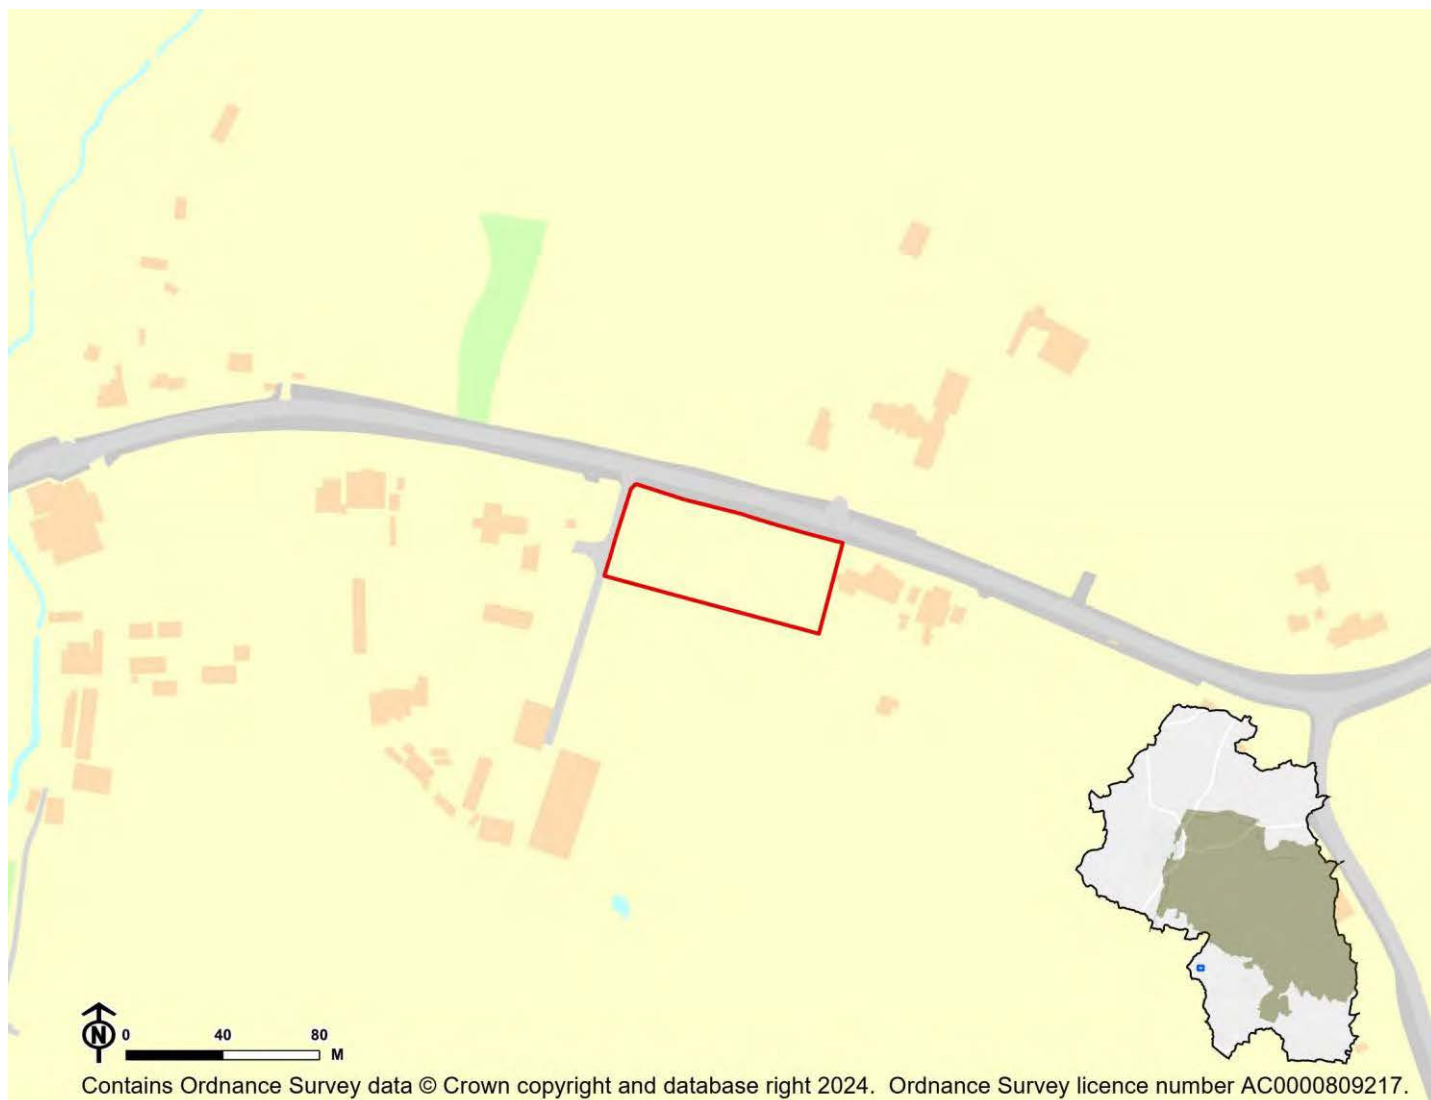 N
0 40 80
M
Contains Ordnance Survey data © Crown copyright and database right 2024. Ordnance Survey licence number AC0000809217.